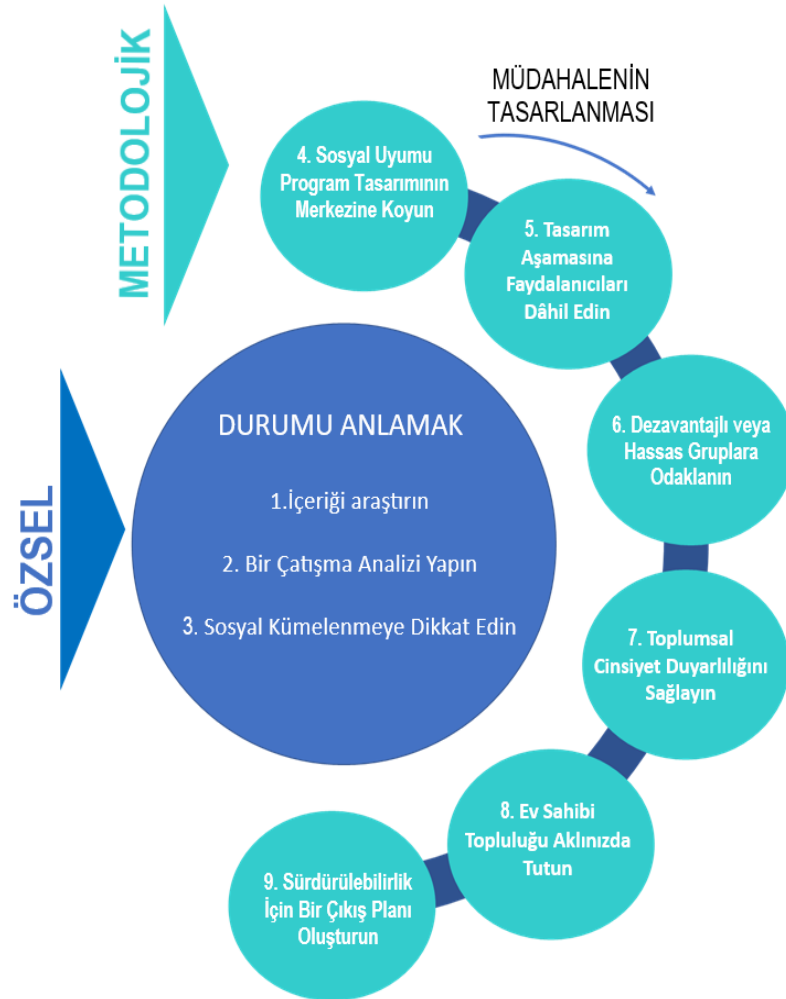 METODOLOJİK
MÜDAHALENİN
TASARLANMASI
4. Sosyal Uyumu
Program Tasarımının
Merkezine Koyun
5. Tasarım
Aşamasına
Faydalanıcıları
Dâhil Edin
ÖZSEL
DURUMU ANLAMAK
1.İçeriği araştırın
2. Bir Çatışma Analizi Yapın
3. Sosyal Kümelenmeye Dikkat Edin
6. Dezavantajlı veya
Hassas Gruplara
Odaklanın
7. Toplumsal
Cinsiyet Duyarlılığını
Sağlayın
8. Ev Sahibi
Topluluğu Aklınızda
Tutun
9. Sürdürülebilirlik
İçin Bir Çıkış Planı
Oluşturun